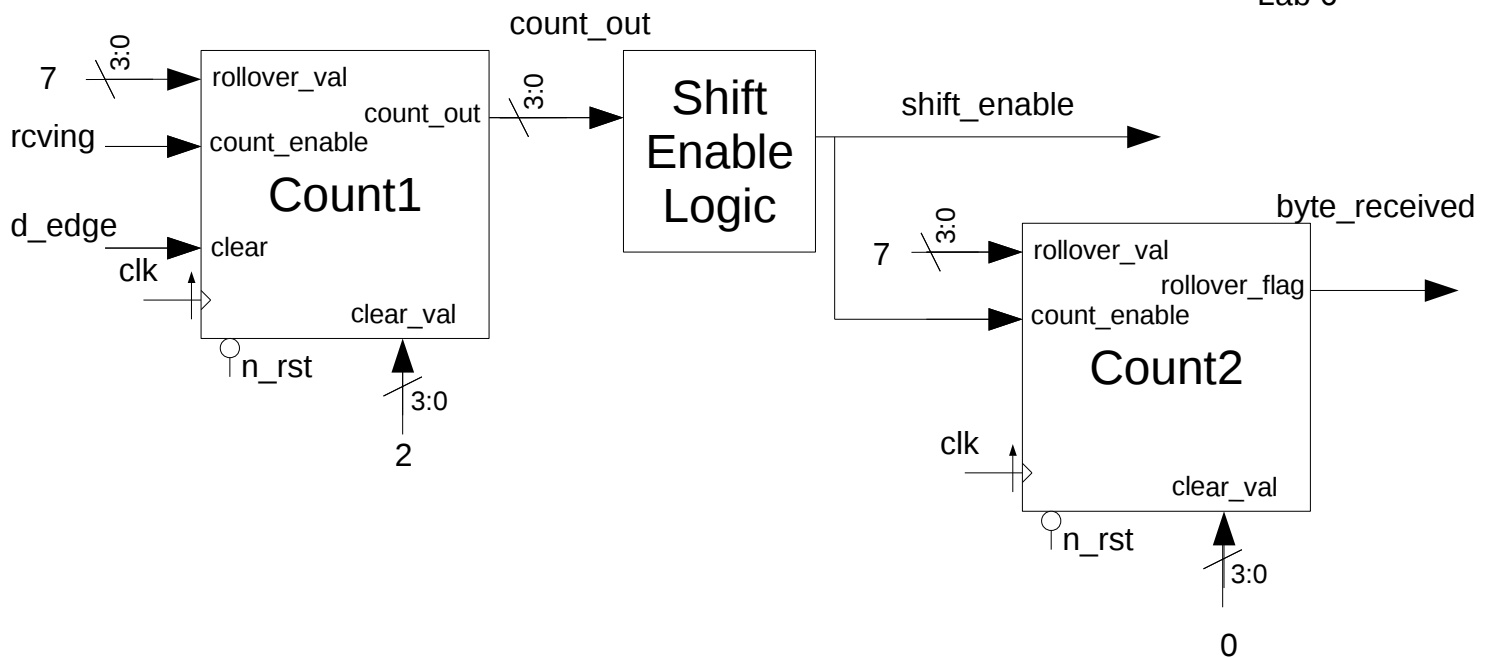 count_out
7
3:0
rollover_val
count_out
3:0
rcving
count_enable
Count1
d_edge
clear
clk
clear_val
n_rst
3:0
2
Shift
Enable
Logic
shift_enable
byte_received
7
3:0
rollover_val
rollover_flag
count_enable
Count2
clk
clear_val
n_rst
3:0
0